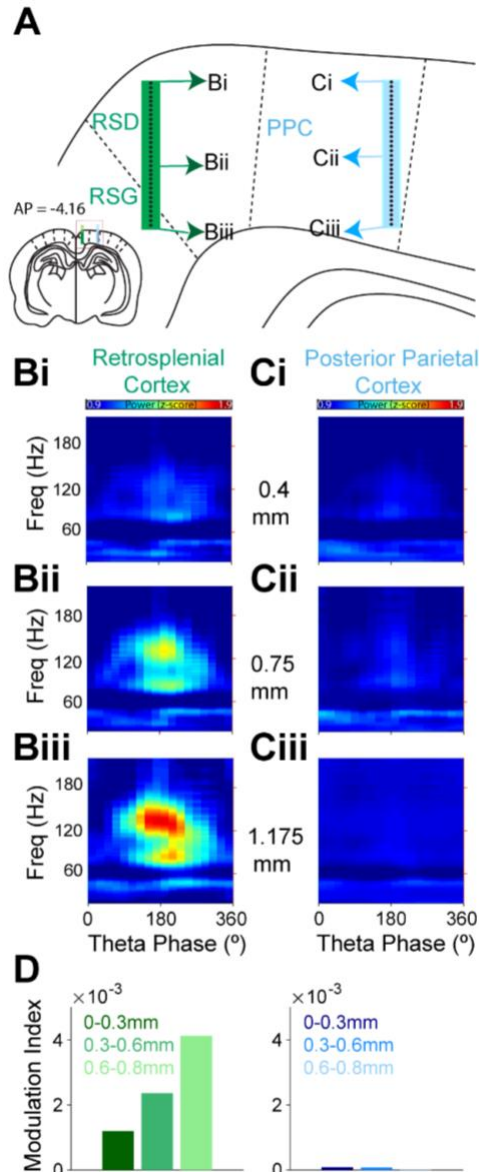 A
Bi
Ci
RSD
PPC
Bii
Cii
RSG
AP = -4.16
Biii
Ciii
Bi
Retrosplenial
Cortex
Ci
Posterior Parietal
Cortex
0.9 Power (z-score) 1.9
0.9 Power (z-score) 1.9
Freq (Hz)
180
120
60
0.4
mm
Bii
Cii
Freq (Hz)
180
120
60
0.75
mm
Biii
Ciii
Freq (Hz)
180
120
60
1.175
mm
0 180 360
0 180 360
Theta Phase (º)
Theta Phase (º)
D
Modulation Index
×10⁻³
4
2
0
0-0.3mm
0.3-0.6mm
0.6-0.8mm
×10⁻³
4
2
0
0-0.3mm
0.3-0.6mm
0.6-0.8mm